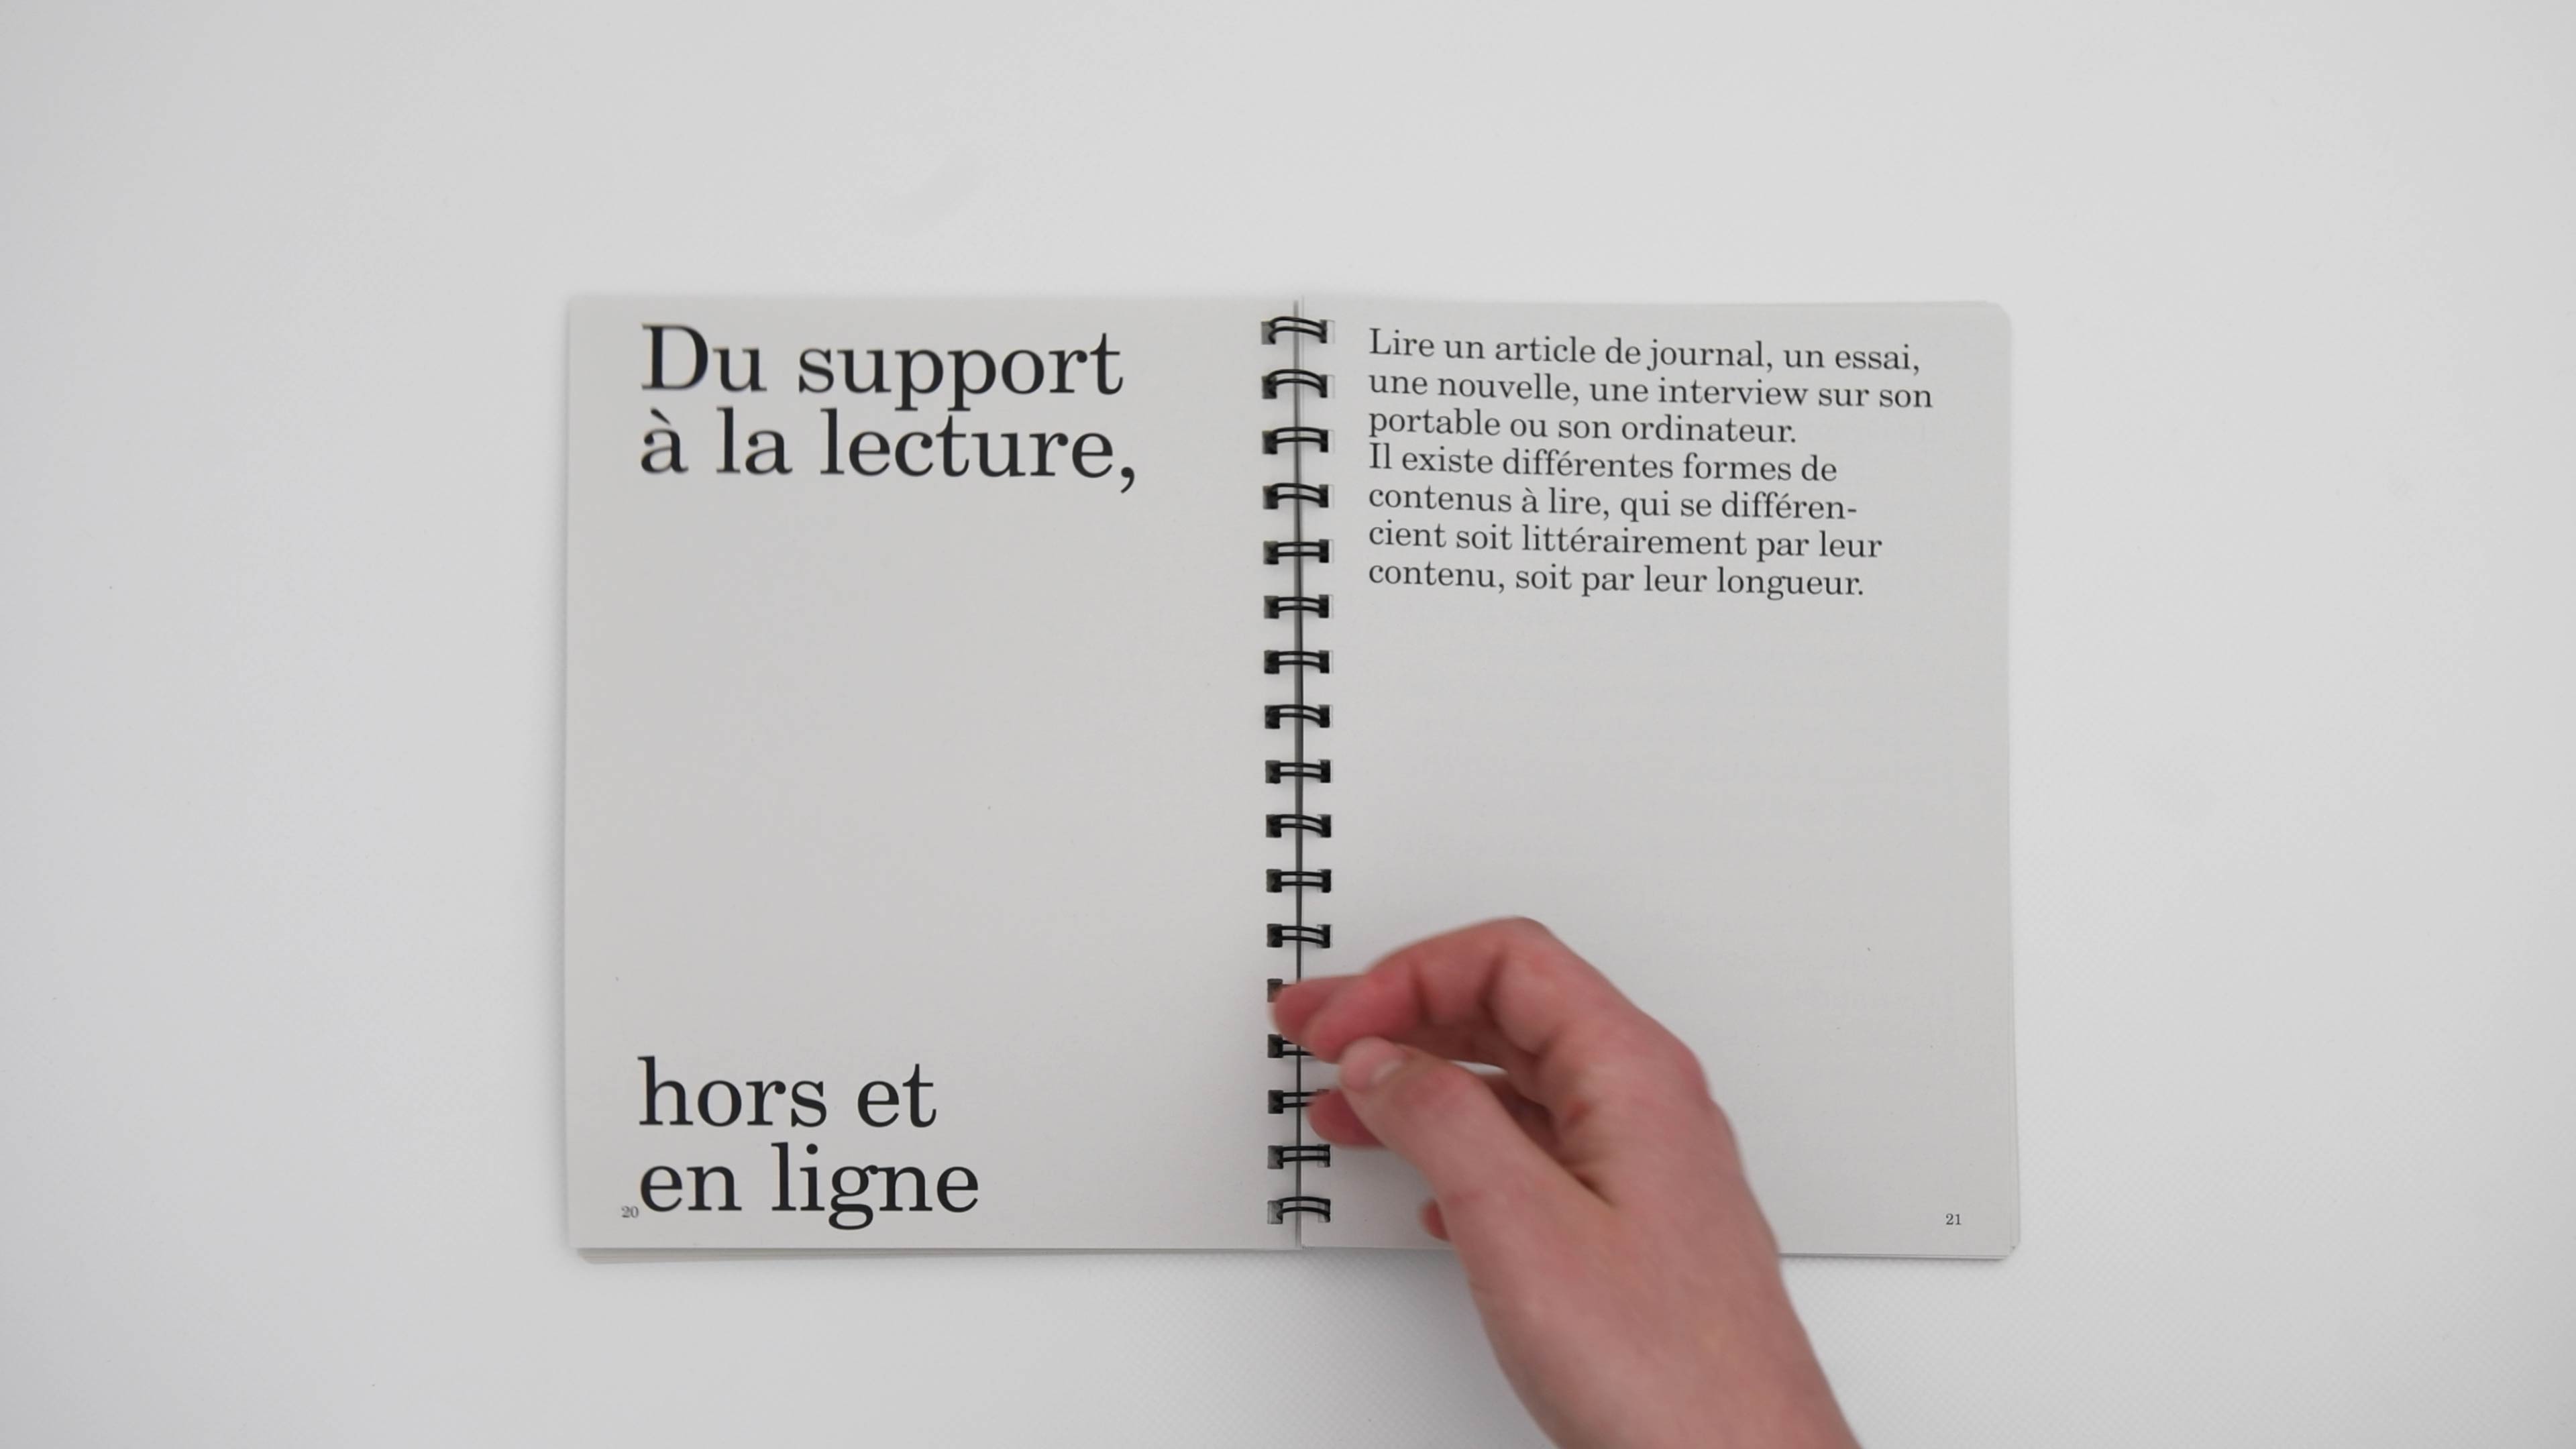 Du support
à la lecture,
hors et
en ligne
20
Lire un article de journal, un essai,
une nouvelle, une interview sur son
portable ou son ordinateur.
Il existe différentes formes de
contenus à lire, qui se différen-
cient soit littérairement par leur
contenu, soit par leur longueur.
21